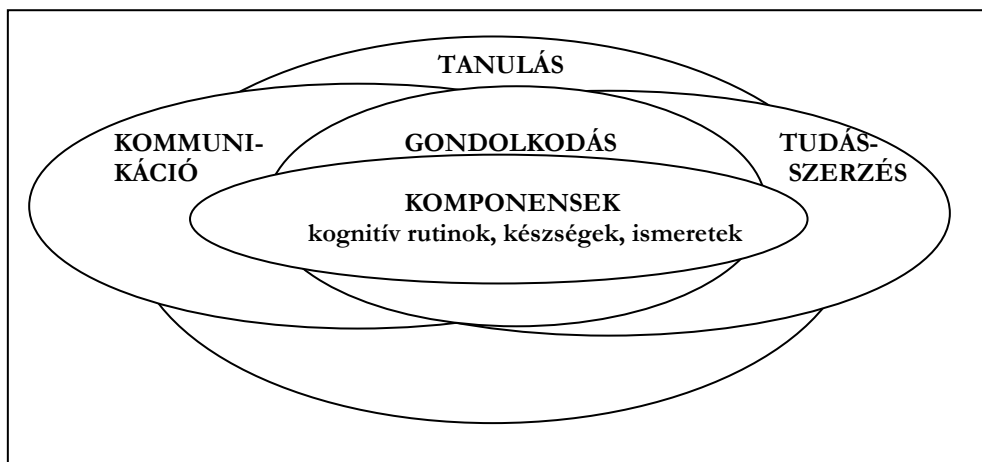 TANULÁS
KOMMUNI-
KÁCIÓ
GONDOLKODÁS
TUDÁS-
SZERZÉS
KOMPONENSEK
kognitív rutinok, készségek, ismeretek